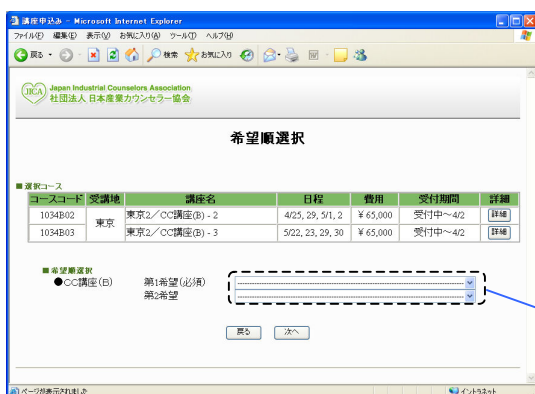 講座申込み - Microsoft Internet Explorer
ファイル(F) 編集(E) 表示(V) お気に入り(A) ツール(T) ヘルプ(H)
戻る 検索 お気に入り
JICA Japan Industrial Counselors Association
社団法人 日本産業カウンセラー協会
希望順選択
■選択コース
コースコード 受講地 講座名 日程 費用 受付期間 詳細
1034B02 東京 東京2／CC講座(B) - 2 4/25, 29, 5/1, 2 ¥ 65,000 受付中～4/2 詳細
1034B03 東京2／CC講座(B) - 3 5/22, 23, 29, 30 ¥ 65,000 受付中～4/2 詳細
■希望順選択
●CC講座(B) 第1希望(必須)
第2希望
戻る 次へ
ページが表示されました イントラネット